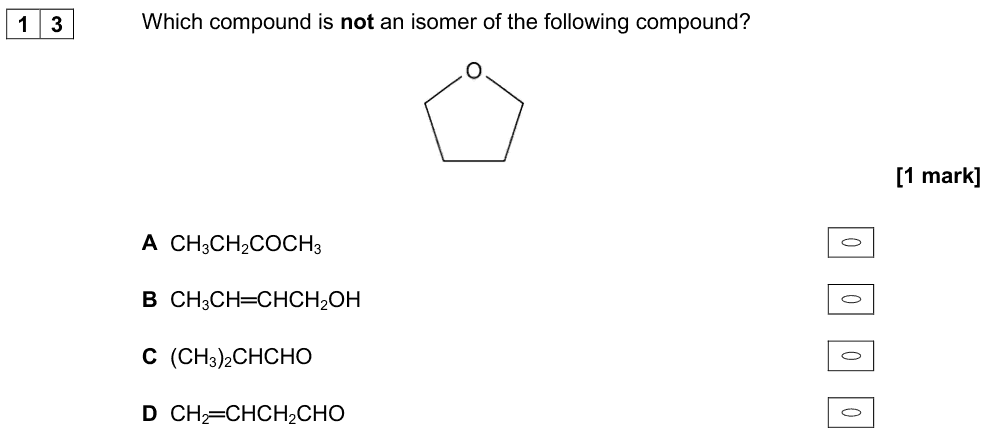 1 3 Which compound is not an isomer of the following compound?
O
[1 mark]
A CH₃CH₂COCH₃
B CH₃CH=CHCH₂OH
C (CH₃)₂CHCHO
D CH₂=CHCH₂CHO